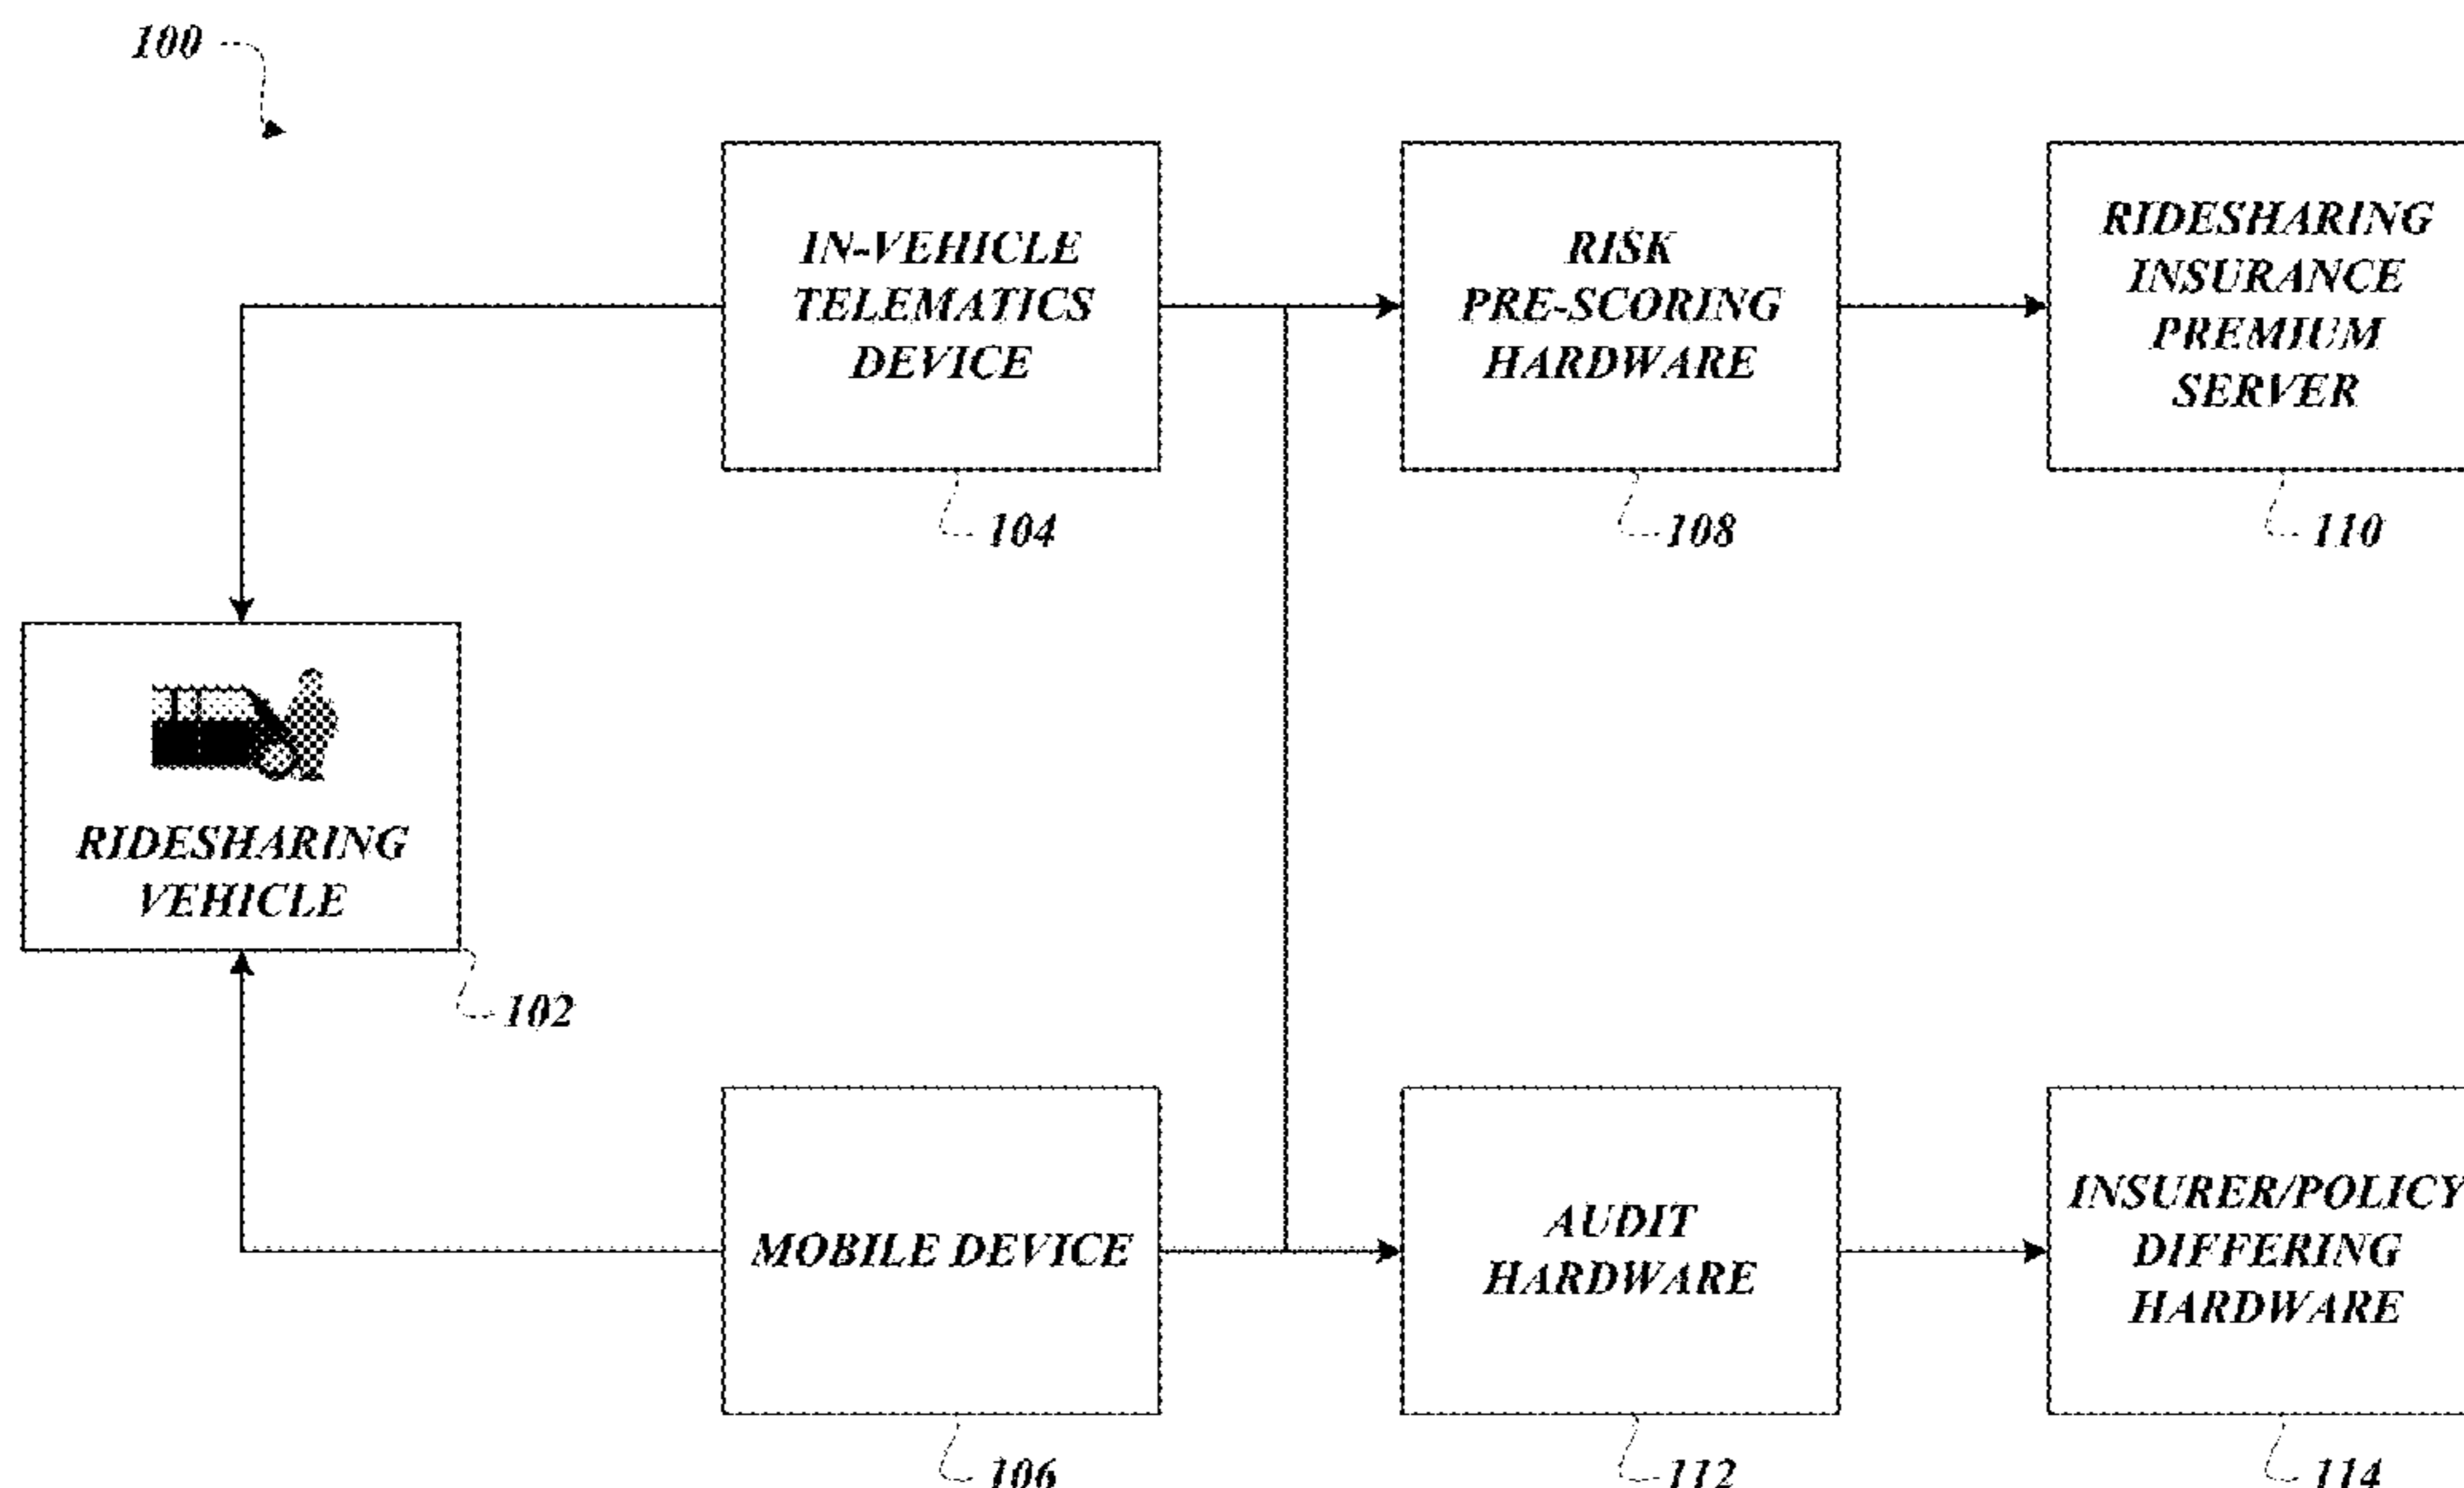 100
IN-VEHICLE
TELEMATICS
DEVICE
104
RISK
PRE-SCORING
HARDWARE
108
RIDESHARING
INSURANCE
PREMIUM
SERVER
110
RIDESHARING
VEHICLE
102
MOBILE DEVICE
106
AUDIT
HARDWARE
112
INSURER/POLICY
DIFFERING
HARDWARE
114